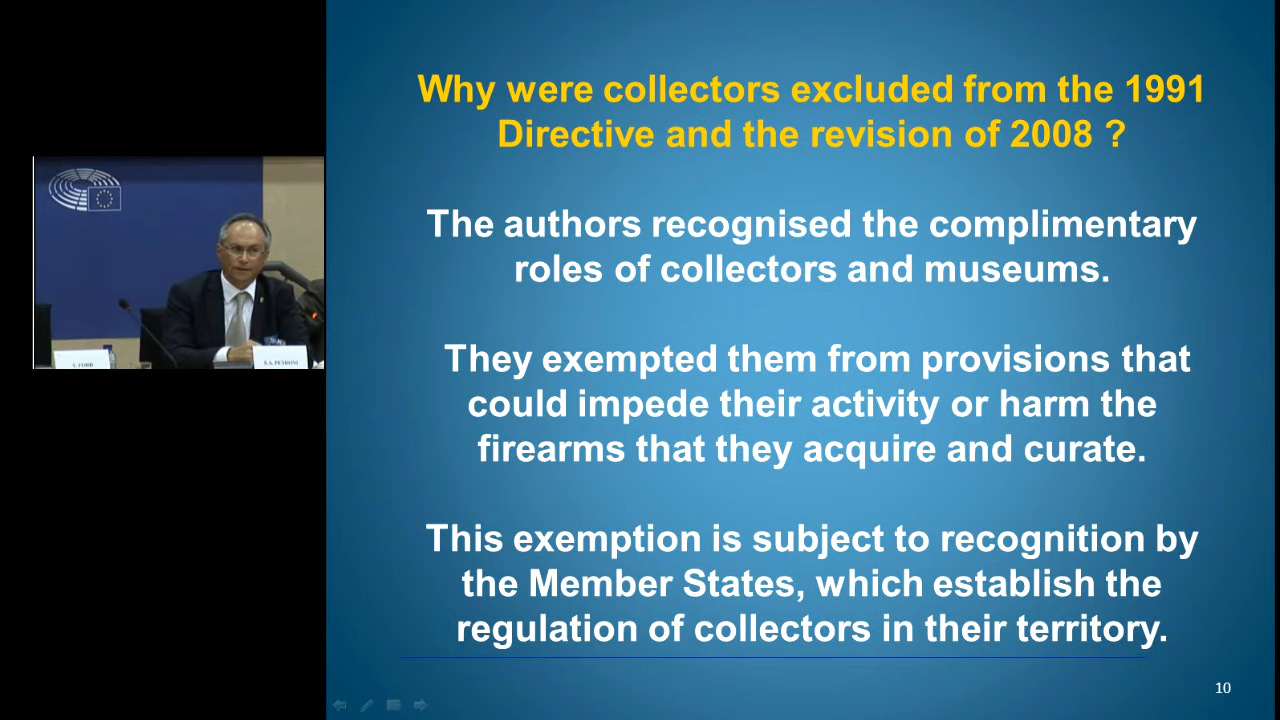 Why were collectors excluded from the 1991
Directive and the revision of 2008 ?
The authors recognised the complimentary
roles of collectors and museums.
They exempted them from provisions that
could impede their activity or harm the
firearms that they acquire and curate.
This exemption is subject to recognition by
the Member States, which establish the
regulation of collectors in their territory.
S.A. PETRONI
10